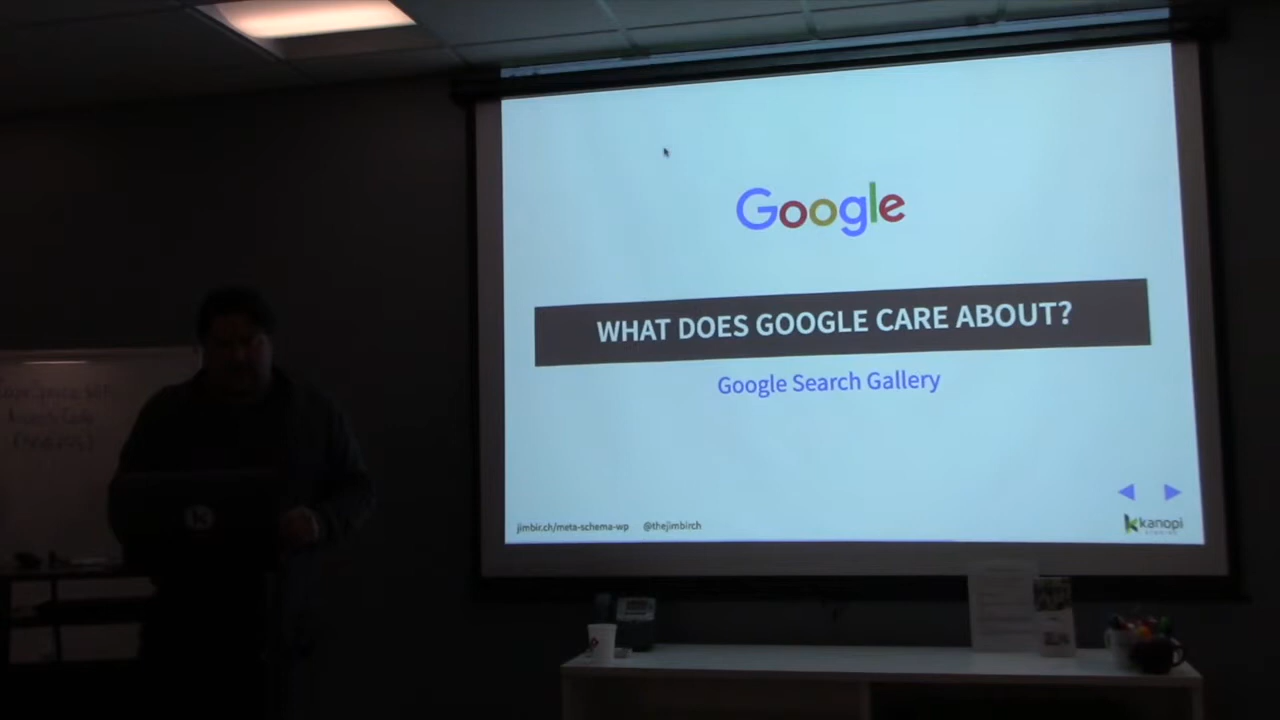 Google
WHAT DOES GOOGLE CARE ABOUT?
Google Search Gallery
jimbir.ch/meta-schema-wp @thejimbirch
kanopi